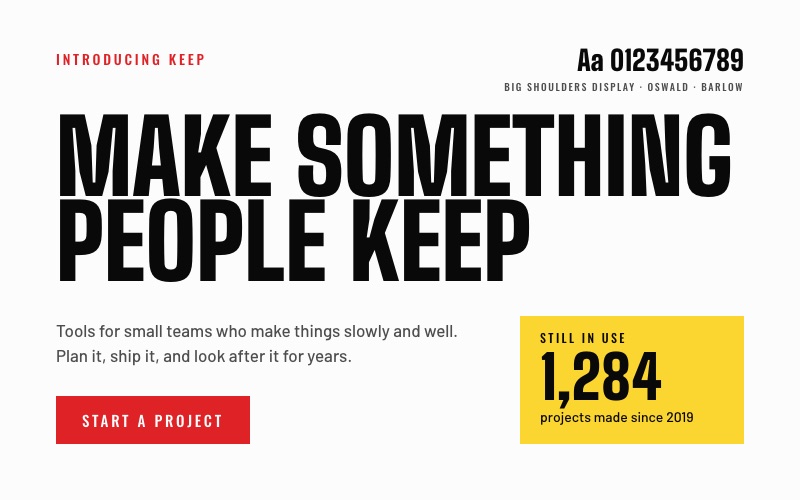 INTRODUCING KEEP
Aa 0123456789
BIG SHOULDERS DISPLAY · OSWALD · BARLOW
MAKE SOMETHING
PEOPLE KEEP
Tools for small teams who make things slowly and well.
Plan it, ship it, and look after it for years.
START A PROJECT
STILL IN USE
1,284
projects made since 2019